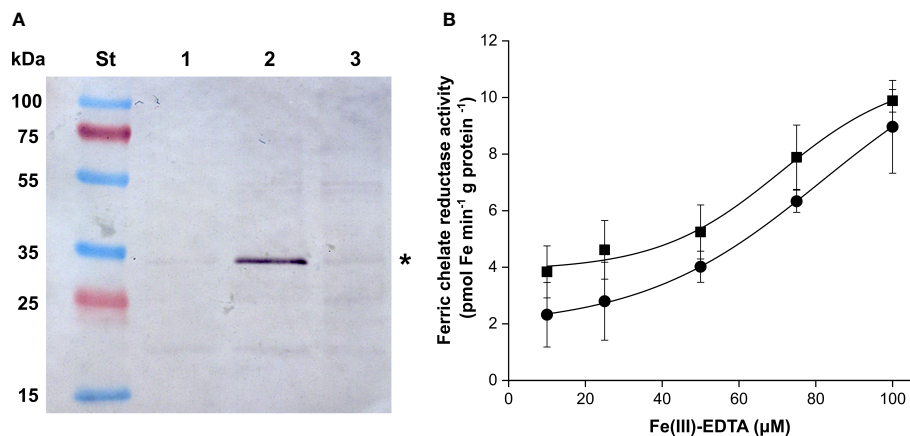 A
kDa St 1 2 3
100
75
55
35
*
25
15
B
Ferric chelate reductase activity
(pmol Fe min⁻¹ g protein⁻¹)
12
10
8
6
4
2
0
0 20 40 60 80 100
Fe(III)-EDTA (µM)